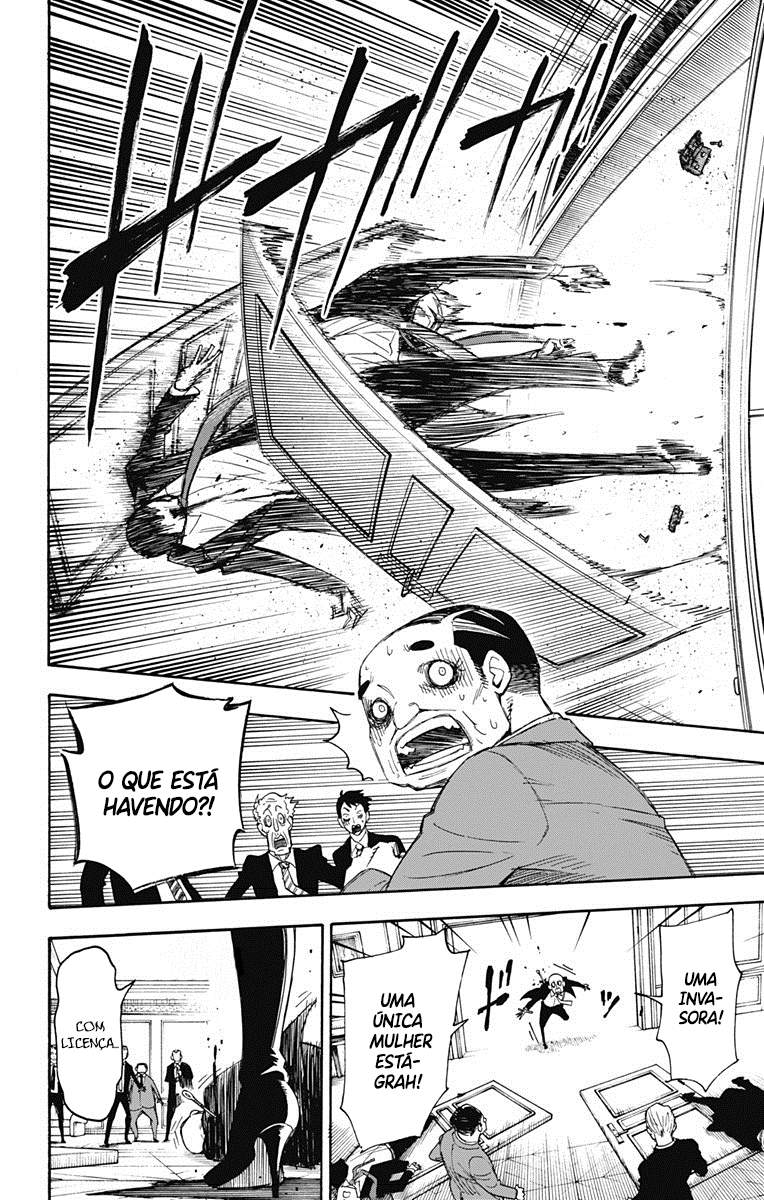 O QUE ESTÁ
HAVENDO?!
UMA
INVA-
SORA!
UMA
ÚNICA
MULHER
ESTÁ-
GRAH!
COM
LICENÇA...